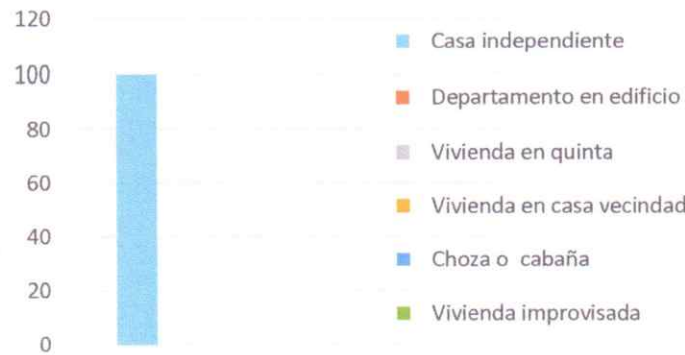 120
100
80
60
40
20
0
Casa independiente
Departamento en edificio
Vivienda en quinta
Vivienda en casa vecindad
Choza o cabaña
Vivienda improvisada